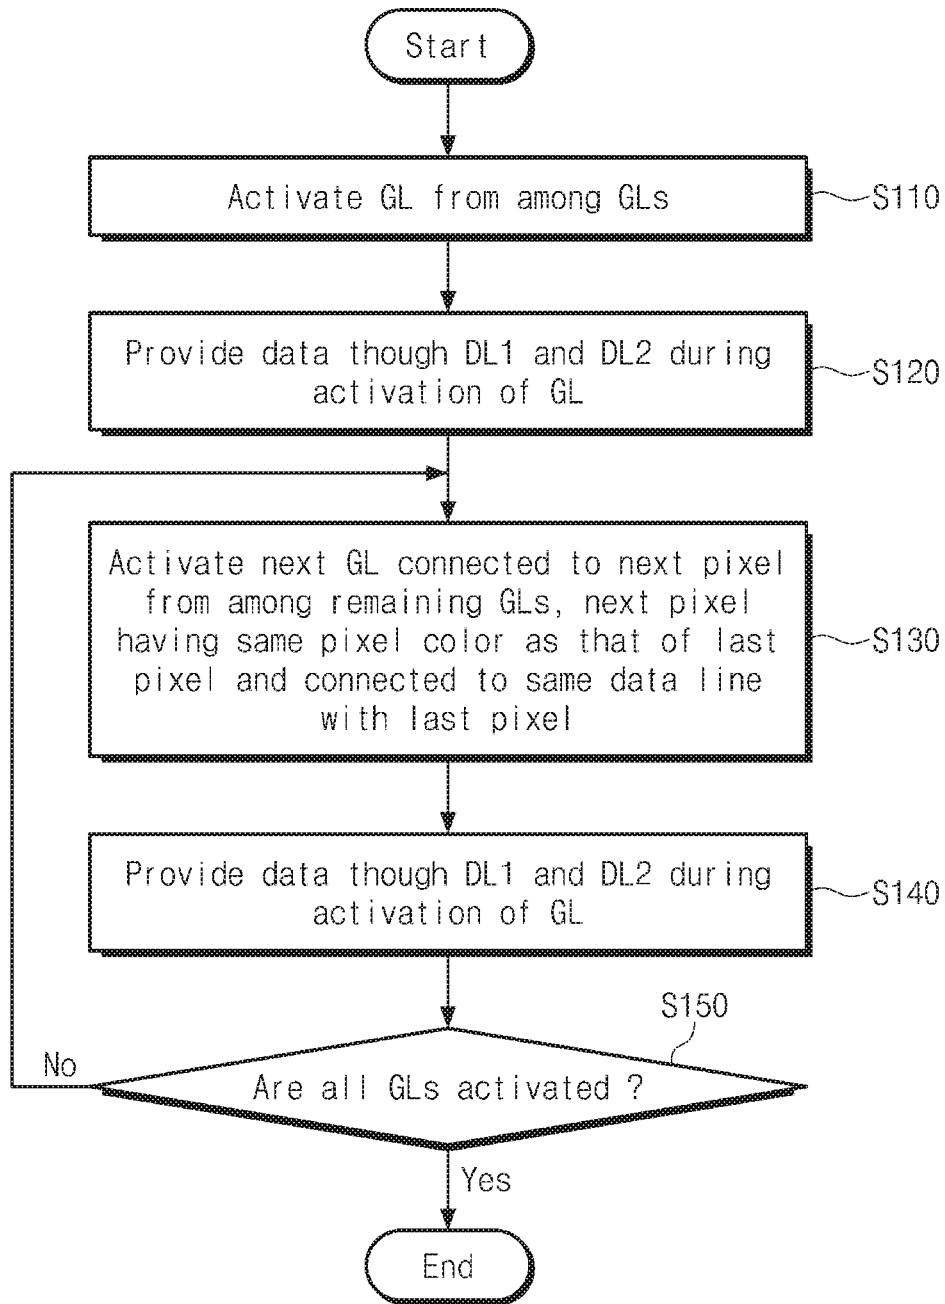 Start
Activate GL from among GLs
S110
Provide data though DL1 and DL2 during
activation of GL
S120
Activate next GL connected to next pixel
from among remaining GLs, next pixel
having same pixel color as that of last
pixel and connected to same data line
with last pixel
S130
Provide data though DL1 and DL2 during
activation of GL
S140
S150
Are all GLs activated ?
No
Yes
End